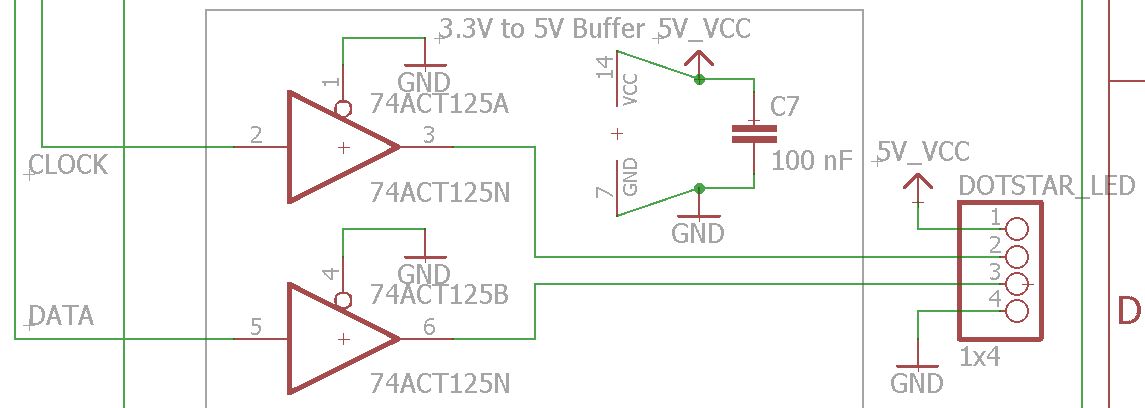 3.3V to 5V Buffer
5V_VCC
1
GND
74ACT125A
14
VCC
C7
2
3
CLOCK
100 nF
5V_VCC
74ACT125N
7
GND
DOTSTAR_LED
GND
1
2
3
4
4
GND
74ACT125B
DATA
5
6
D
1x4
74ACT125N
GND